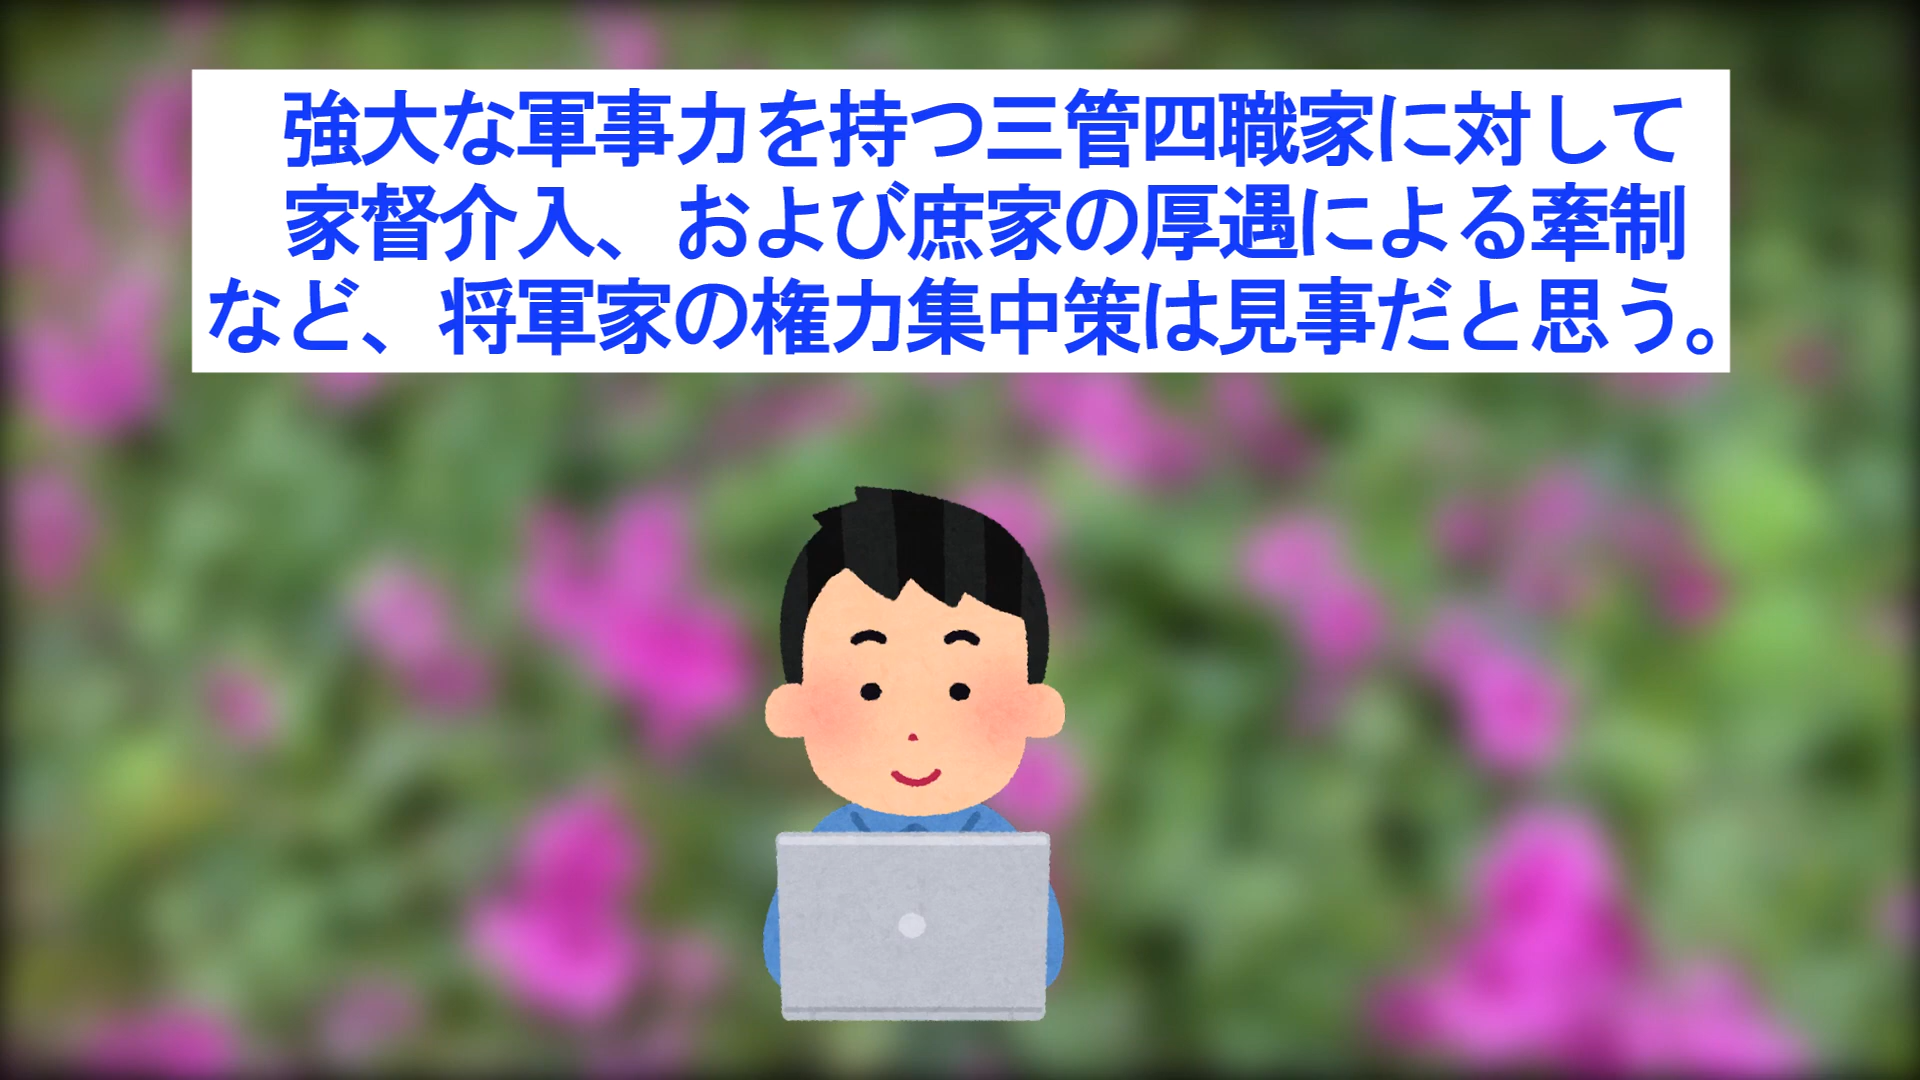 強大な軍事力を持つ三管四職家に対して
家督介入、および庶家の厚遇による牽制
など、将軍家の権力集中策は見事だと思う。